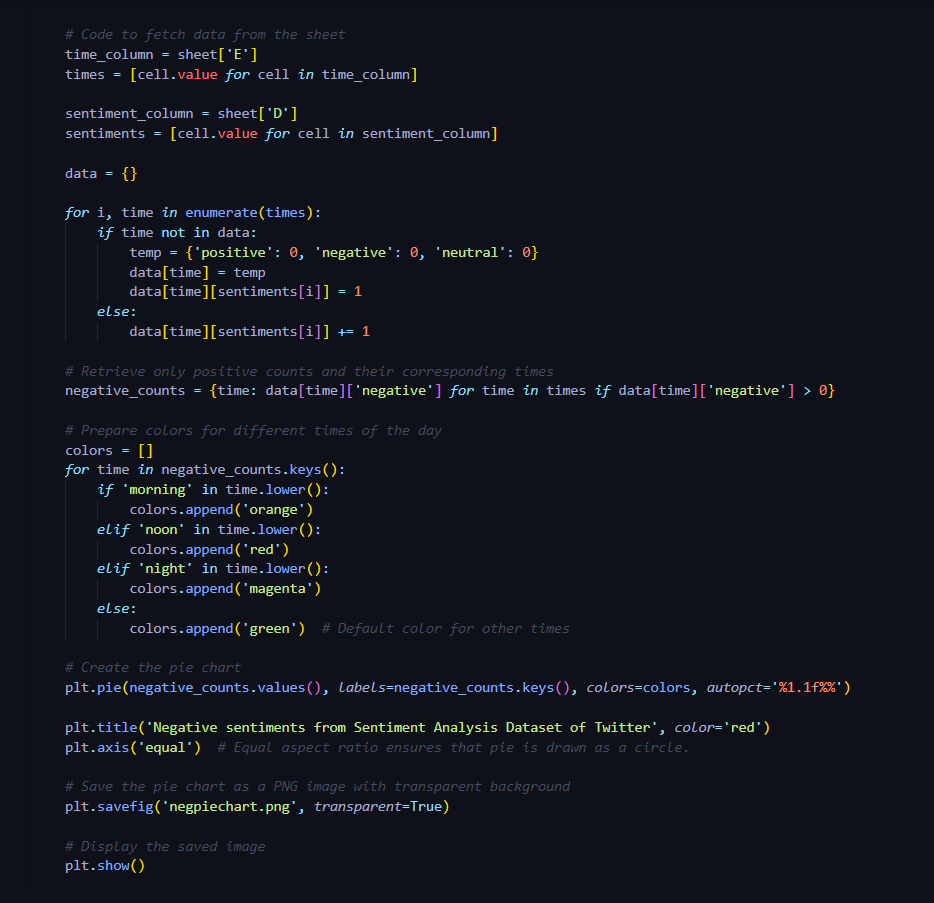 # Code to fetch data from the sheet
time_column = sheet['E']
times = [cell.value for cell in time_column]

sentiment_column = sheet['D']
sentiments = [cell.value for cell in sentiment_column]

data = {}

for i, time in enumerate(times):
    if time not in data:
        temp = {'positive': 0, 'negative': 0, 'neutral': 0}
        data[time] = temp
        data[time][sentiments[i]] = 1
    else:
        data[time][sentiments[i]] += 1

# Retrieve only positive counts and their corresponding times
negative_counts = {time: data[time]['negative'] for time in times if data[time]['negative'] > 0}

# Prepare colors for different times of the day
colors = []
for time in negative_counts.keys():
    if 'morning' in time.lower():
        colors.append('orange')
    elif 'noon' in time.lower():
        colors.append('red')
    elif 'night' in time.lower():
        colors.append('magenta')
    else:
        colors.append('green')  # Default color for other times

# Create the pie chart
plt.pie(negative_counts.values(), labels=negative_counts.keys(), colors=colors, autopct='%1.1f%%')

plt.title('Negative sentiments from Sentiment Analysis Dataset of Twitter', color='red')
plt.axis('equal')  # Equal aspect ratio ensures that pie is drawn as a circle.

# Save the pie chart as a PNG image with transparent background
plt.savefig('negpiechart.png', transparent=True)

# Display the saved image
plt.show()